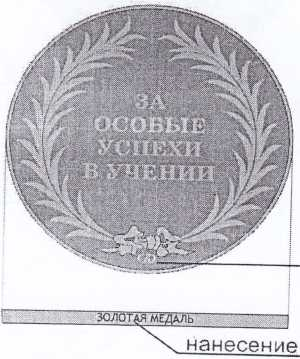 ЗА
ОСОБЫЕ
УСПЕХИ
В УЧЕНИИ
ЗОЛОТАЯ МЕДАЛЬ
нанесение